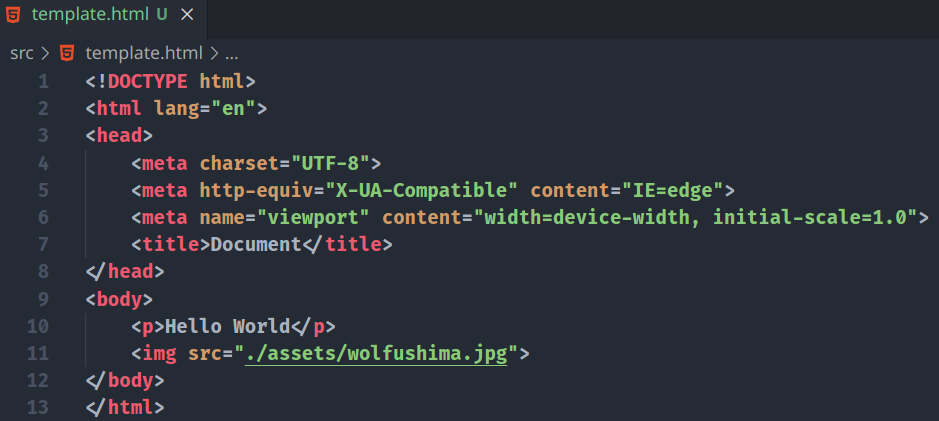 template.html U ×
src > template.html > ...
1 <!DOCTYPE html>
2 <html lang="en">
3 <head>
4     <meta charset="UTF-8">
5     <meta http-equiv="X-UA-Compatible" content="IE=edge">
6     <meta name="viewport" content="width=device-width, initial-scale=1.0">
7     <title>Document</title>
8 </head>
9 <body>
10     <p>Hello World</p>
11     <img src="./assets/wolfushima.jpg">
12 </body>
13 </html>